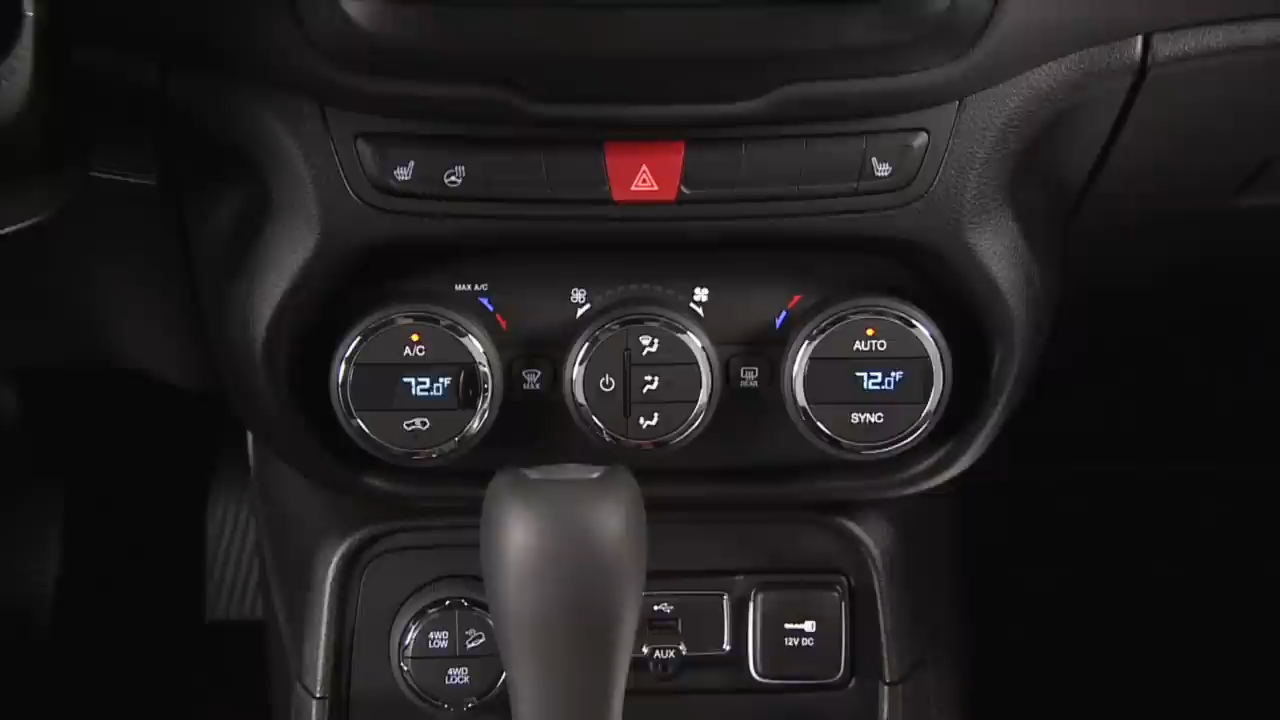 MAX A/C
A/C
72.0°F
MAX
REAR
AUTO
72.0°F
SYNC
4WD
LOW
4WD
LOCK
AUX
12V DC